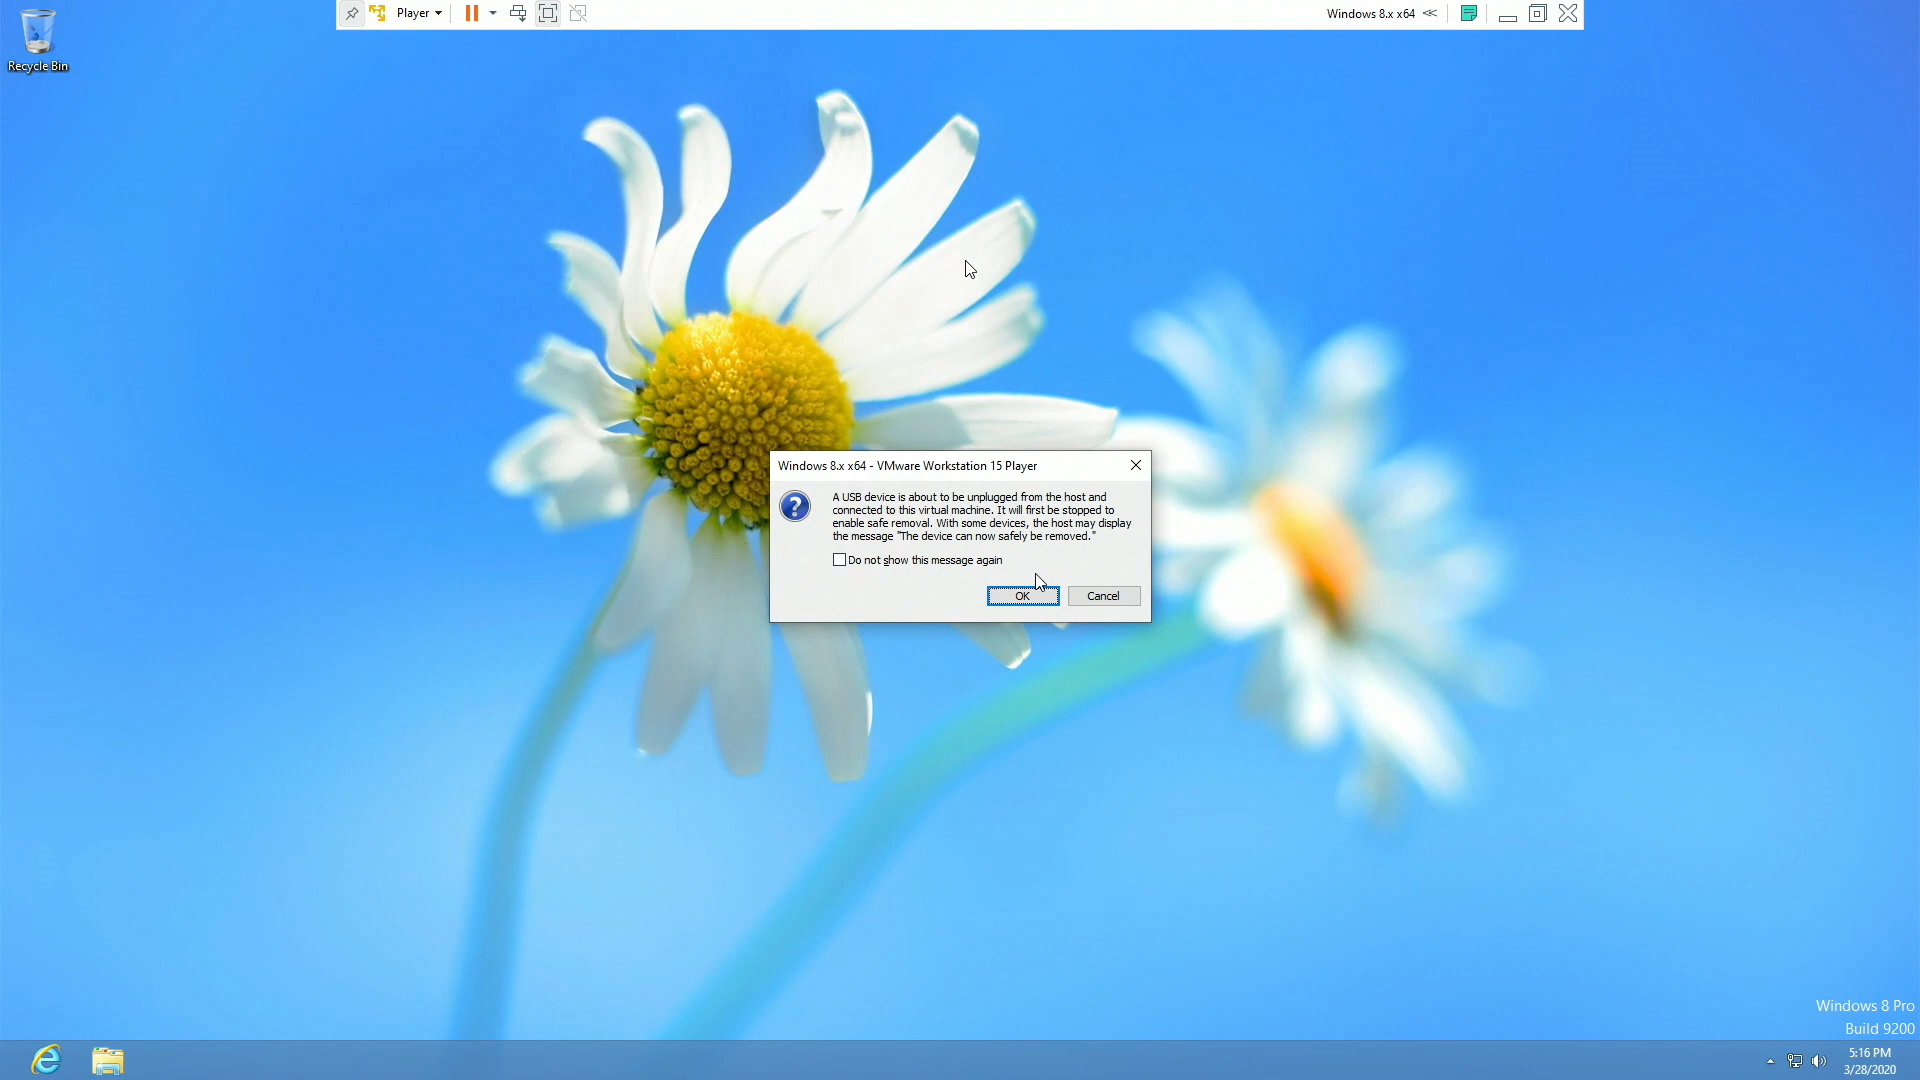 Player
Windows 8.x x64
Recycle Bin
Windows 8.x x64 - VMware Workstation 15 Player
A USB device is about to be unplugged from the host and
connected to this virtual machine. It will first be stopped to
enable safe removal. With some devices, the host may display
the message "The device can now safely be removed."
Do not show this message again
OK
Cancel
Windows 8 Pro
Build 9200
5:16 PM
3/28/2020